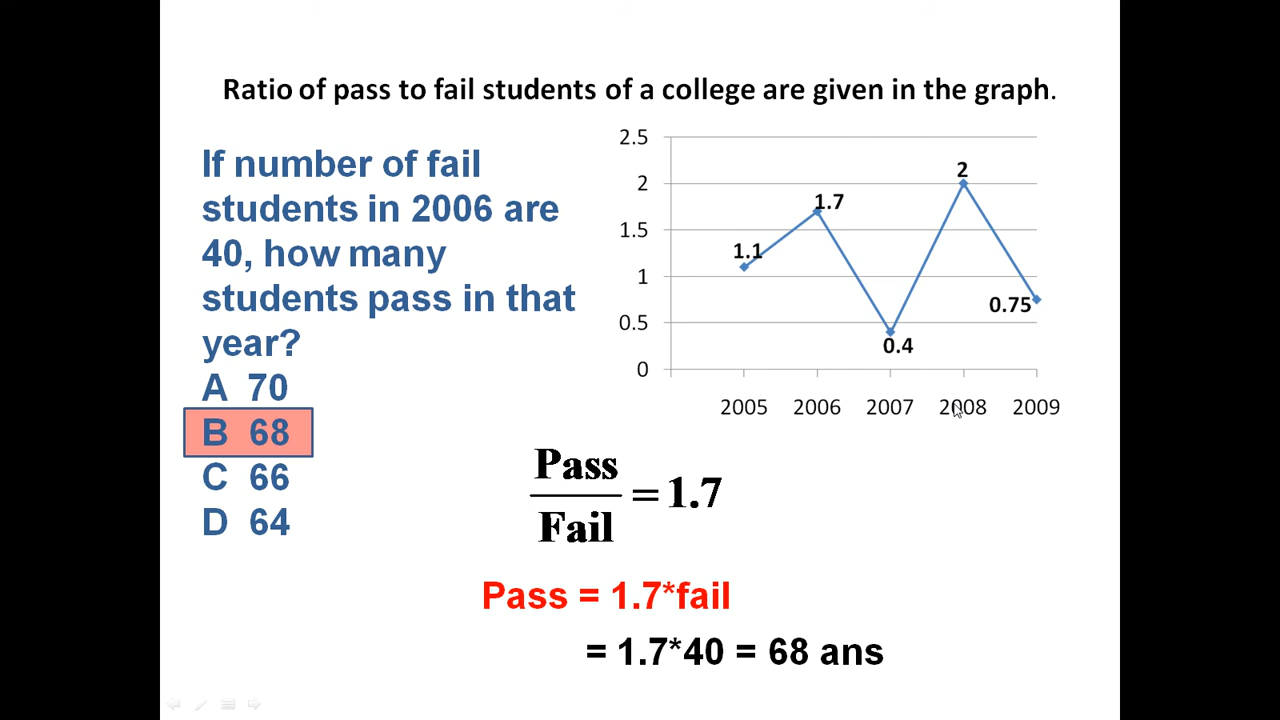 Ratio of pass to fail students of a college are given in the graph.
If number of fail
students in 2006 are
40, how many
students pass in that
year?
A 70
B 68
C 66
D 64
2.5
2
1.5
1
0.5
0
1.1
1.7
0.4
2
0.75
2005 2006 2007 2008 2009
Pass
Fail
= 1.7
Pass = 1.7*fail
= 1.7*40 = 68 ans